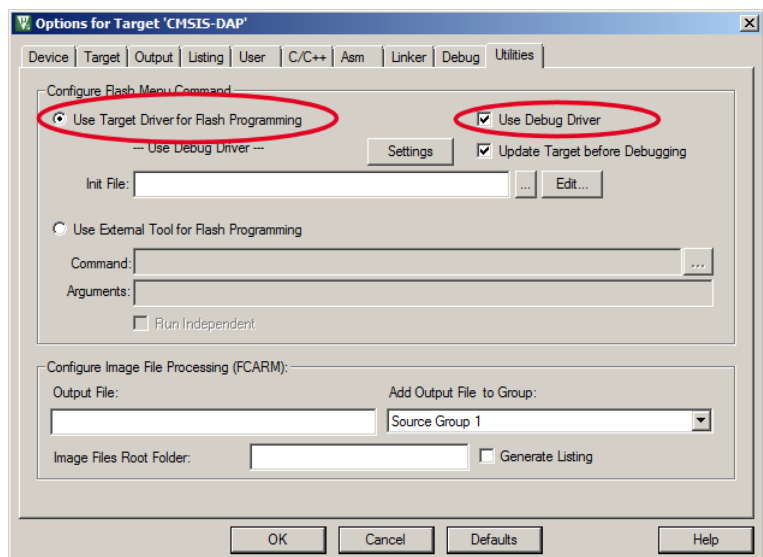 Options for Target 'CMSIS-DAP'
Device Target Output Listing User C/C++ Asm Linker Debug Utilities
Configure Flash Menu Command
Use Target Driver for Flash Programming Use Debug Driver
--- Use Debug Driver --- Settings Update Target before Debugging
Init File: ... Edit...
Use External Tool for Flash Programming
Command: ...
Arguments:
Run Independent
Configure Image File Processing (FCARM):
Output File: Add Output File to Group:
Source Group 1
Image Files Root Folder: Generate Listing
OK Cancel Defaults Help